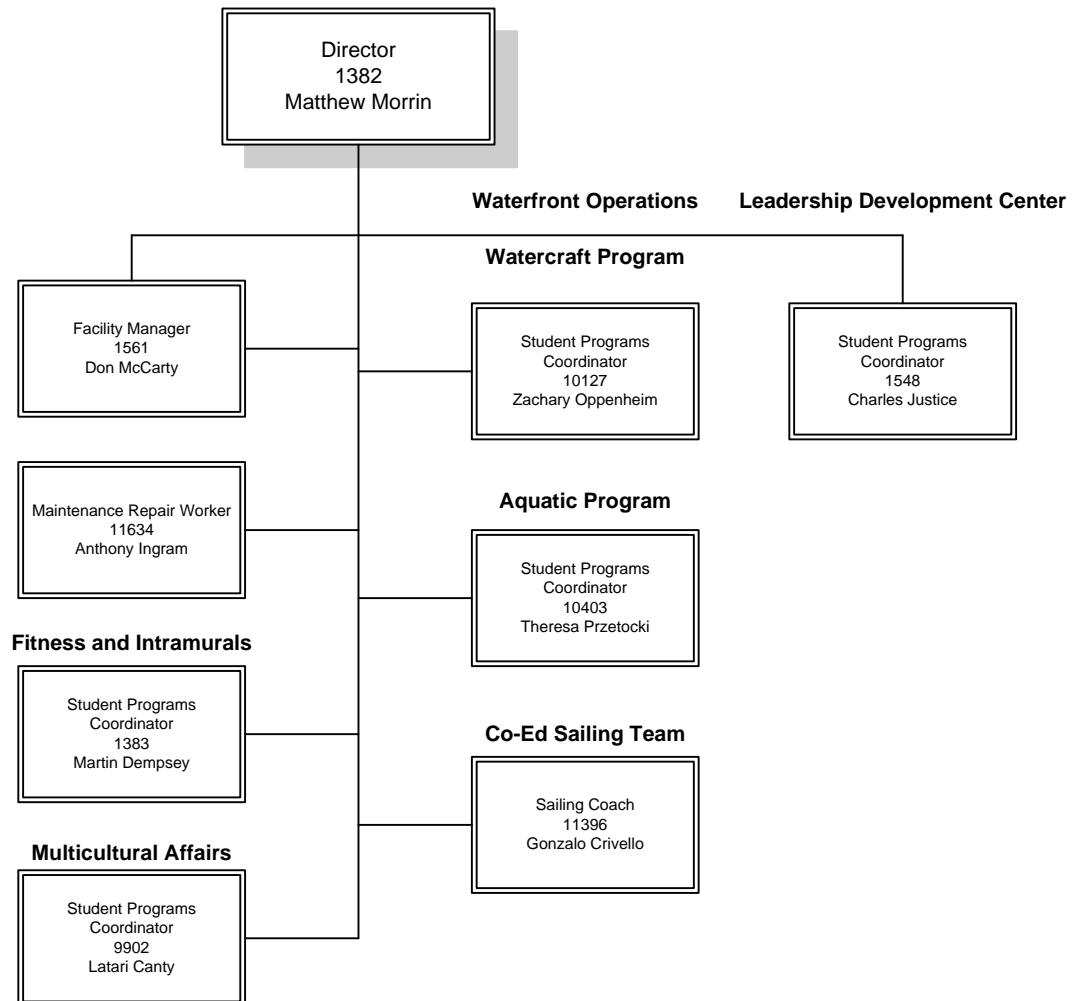 Director
1382
Matthew Morrin
Waterfront Operations
Leadership Development Center
Watercraft Program
Facility Manager
1561
Don McCarty
Student Programs
Coordinator
10127
Zachary Oppenheim
Student Programs
Coordinator
1548
Charles Justice
Maintenance Repair Worker
11634
Anthony Ingram
Aquatic Program
Student Programs
Coordinator
10403
Theresa Przetocki
Fitness and Intramurals
Student Programs
Coordinator
1383
Martin Dempsey
Co-Ed Sailing Team
Sailing Coach
11396
Gonzalo Crivello
Multicultural Affairs
Student Programs
Coordinator
9902
Latari Canty